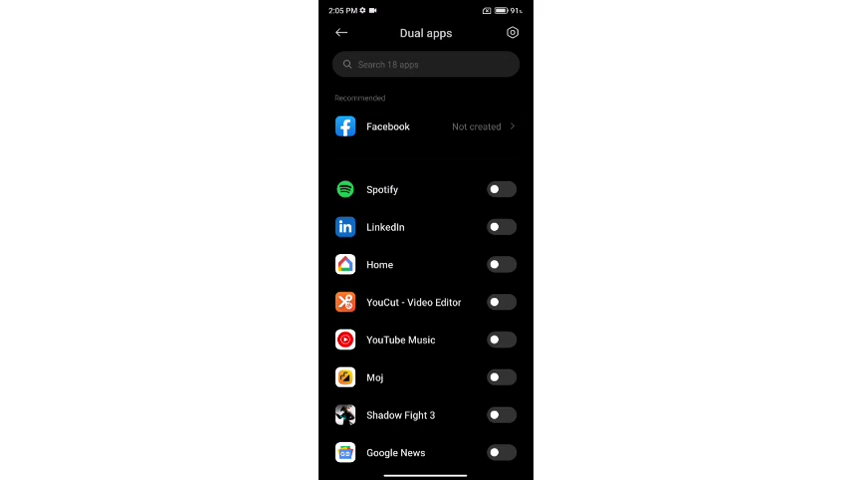 2:05 PM 91%
Dual apps
Search 18 apps
Recommended
Facebook Not created
Spotify
in LinkedIn
Home
YouCut - Video Editor
YouTube Music
Moj
Shadow Fight 3
Google News